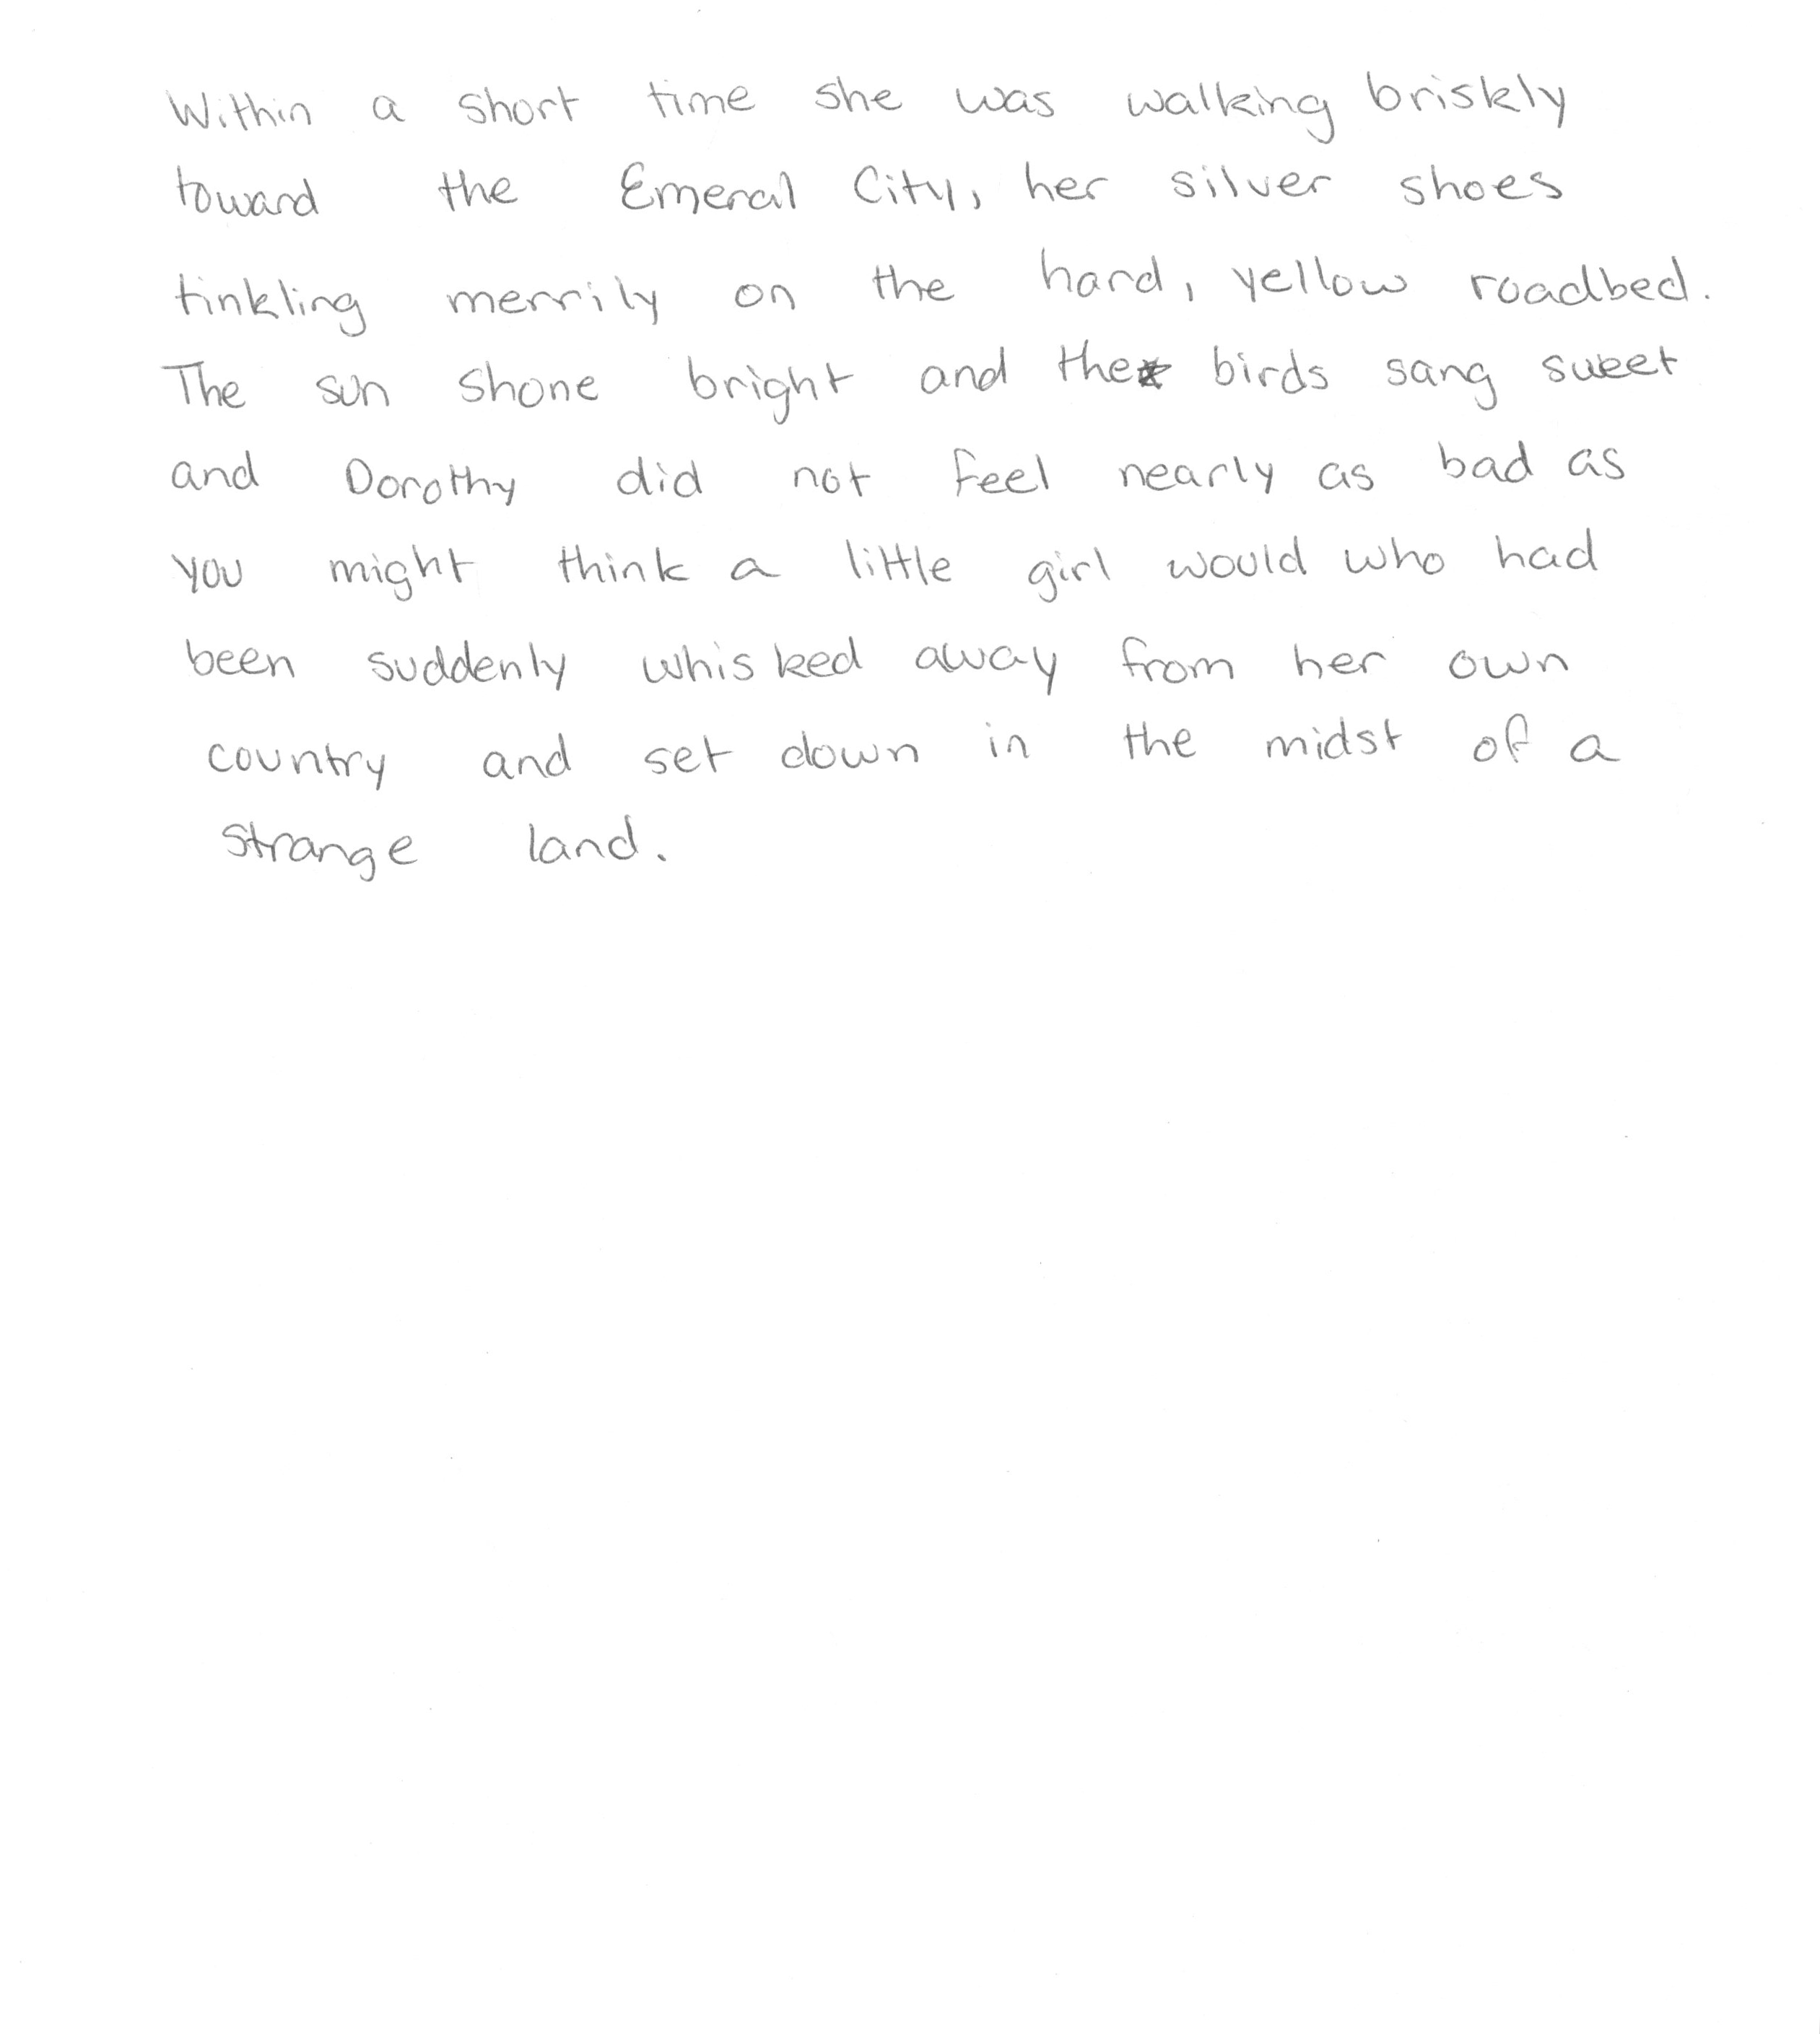 Within a short time she was walking briskly
toward the Emeral City, her silver shoes
tinkling merrily on the hard, yellow roadbed.
The sun shone bright and the birds sang sweet
and Dorothy did not feel nearly as bad as
you might think a little girl would who had
been suddenly whisked away from her own
country and set down in the midst of a
strange land.